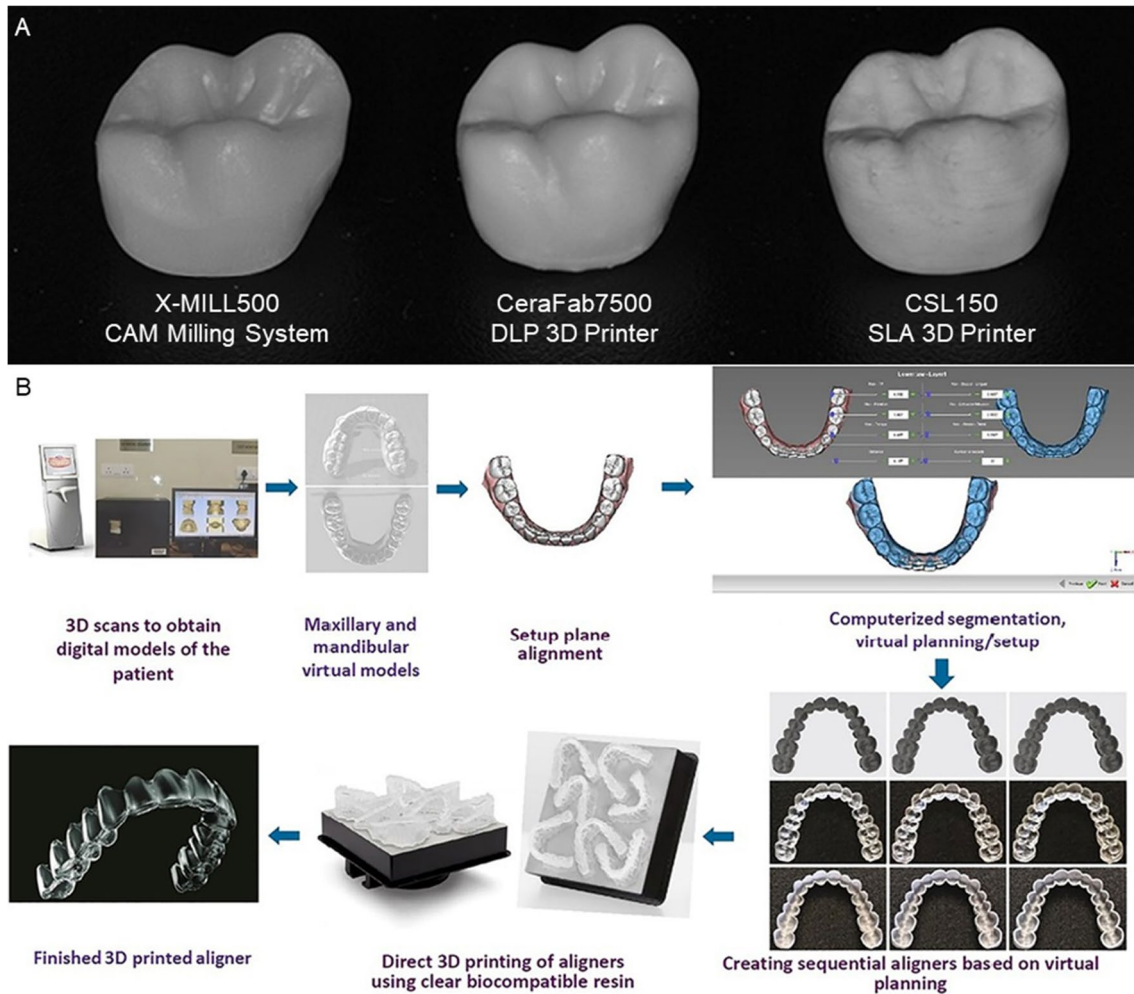 A
X-MILL500
CAM Milling System
CeraFab7500
DLP 3D Printer
CSL150
SLA 3D Printer
B
3D scans to obtain
digital models of the
patient
Maxillary and
mandibular
virtual models
Setup plane
alignment
Computerized segmentation,
virtual planning/setup
Finished 3D printed aligner
Direct 3D printing of aligners
using clear biocompatible resin
Creating sequential aligners based on virtual
planning